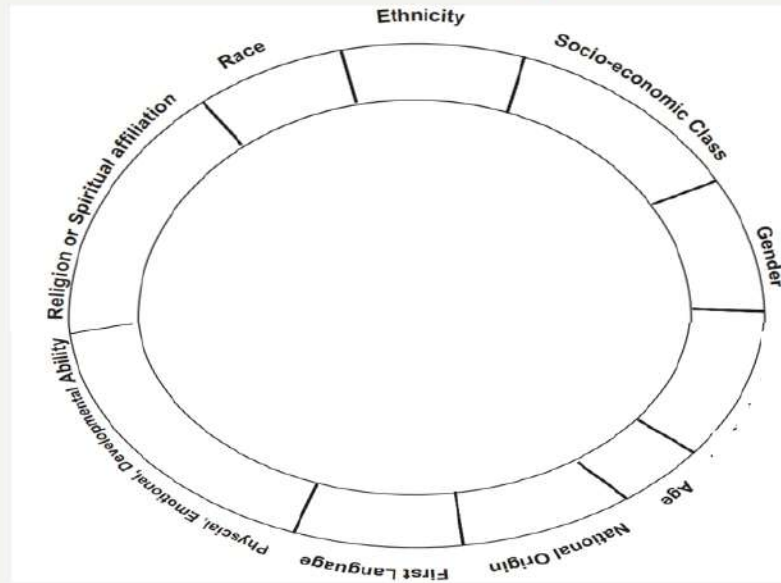 Ethnicity
Socio-economic Class
Gender
Age
National Origin
First Language
Physcial, Emotional, Developmental Ability
Religion or Spiritual affiliation
Race